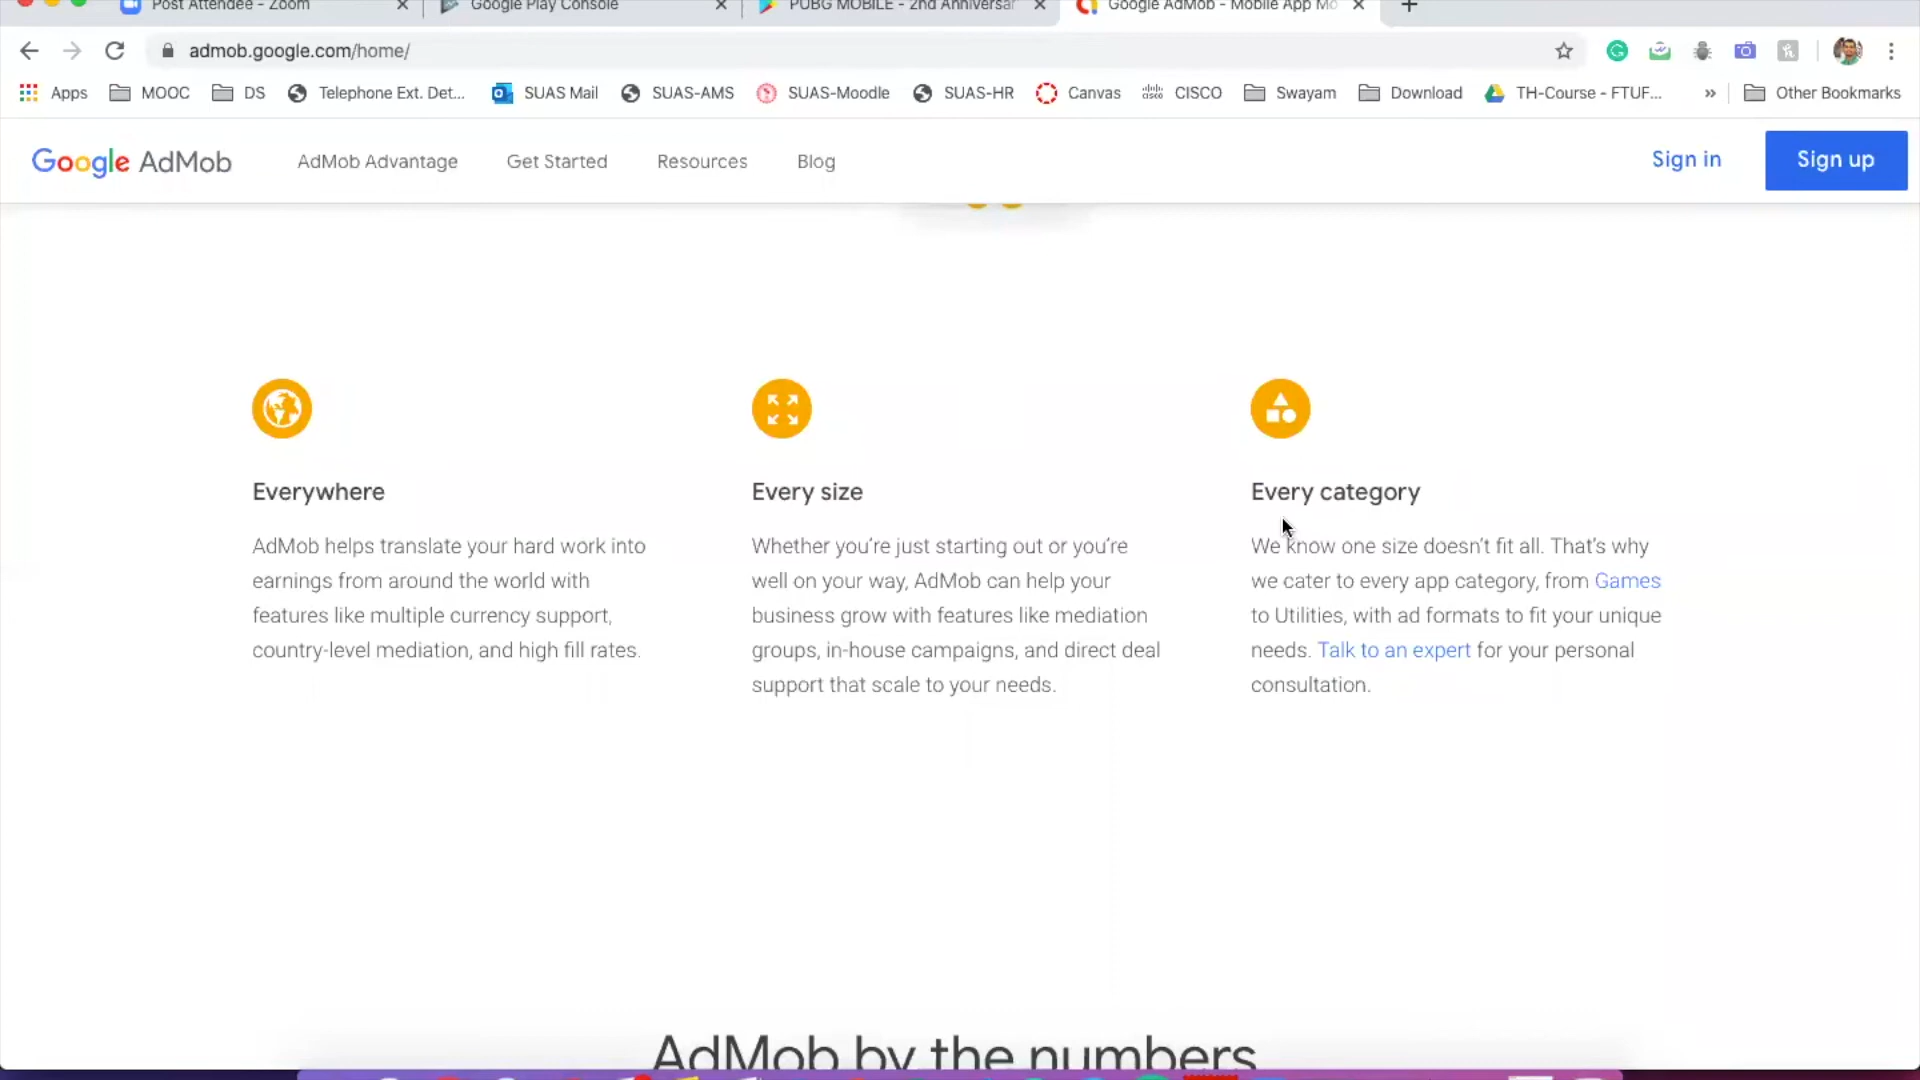 Post Attendee - Zoom
Google Play Console
PUBG MOBILE - 2nd Anniversar
Google AdMob - Mobile App Mo
admob.google.com/home/
Apps MOOC DS Telephone Ext. Det... SUAS Mail SUAS-AMS SUAS-Moodle SUAS-HR Canvas CISCO Swayam Download TH-Course - FTUF... » Other Bookmarks
Google AdMob AdMob Advantage Get Started Resources Blog Sign in Sign up
Everywhere
AdMob helps translate your hard work into
earnings from around the world with
features like multiple currency support,
country-level mediation, and high fill rates.
Every size
Whether you’re just starting out or you’re
well on your way, AdMob can help your
business grow with features like mediation
groups, in-house campaigns, and direct deal
support that scale to your needs.
Every category
We know one size doesn’t fit all. That’s why
we cater to every app category, from Games
to Utilities, with ad formats to fit your unique
needs. Talk to an expert for your personal
consultation.
AdMob by the numbers